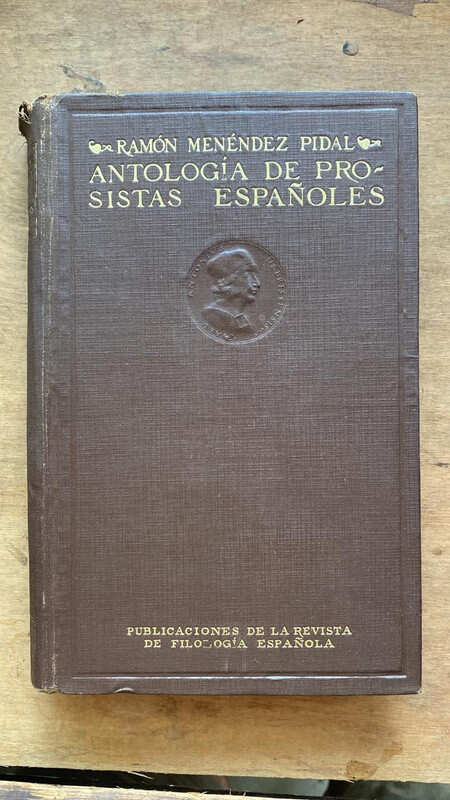 RAMÓN MENÉNDEZ PIDAL
ANTOLOGÍA DE PRO-
SISTAS ESPAÑOLES
PUBLICACIONES DE LA REVISTA
DE FILOLOGÍA ESPAÑOLA